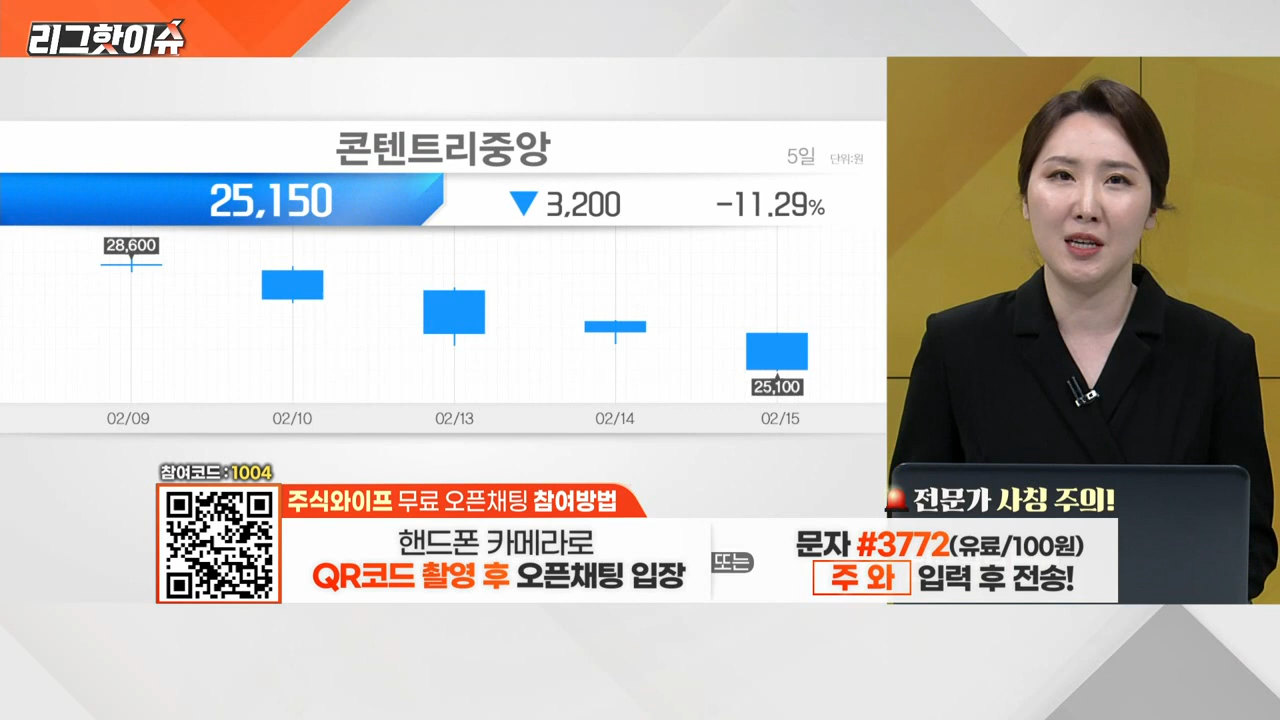 리그핫이슈
콘텐트리중앙
5일 단위:원
25,150 ▼ 3,200 -11.29%
28,600
25,100
02/09 02/10 02/13 02/14 02/15
참여코드 : 1004
주식와이프 무료 오픈채팅 참여방법
전문가 사칭 주의!
핸드폰 카메라로
QR코드 촬영 후 오픈채팅 입장
또는
문자 #3772(유료/100원)
주 와 입력 후 전송!